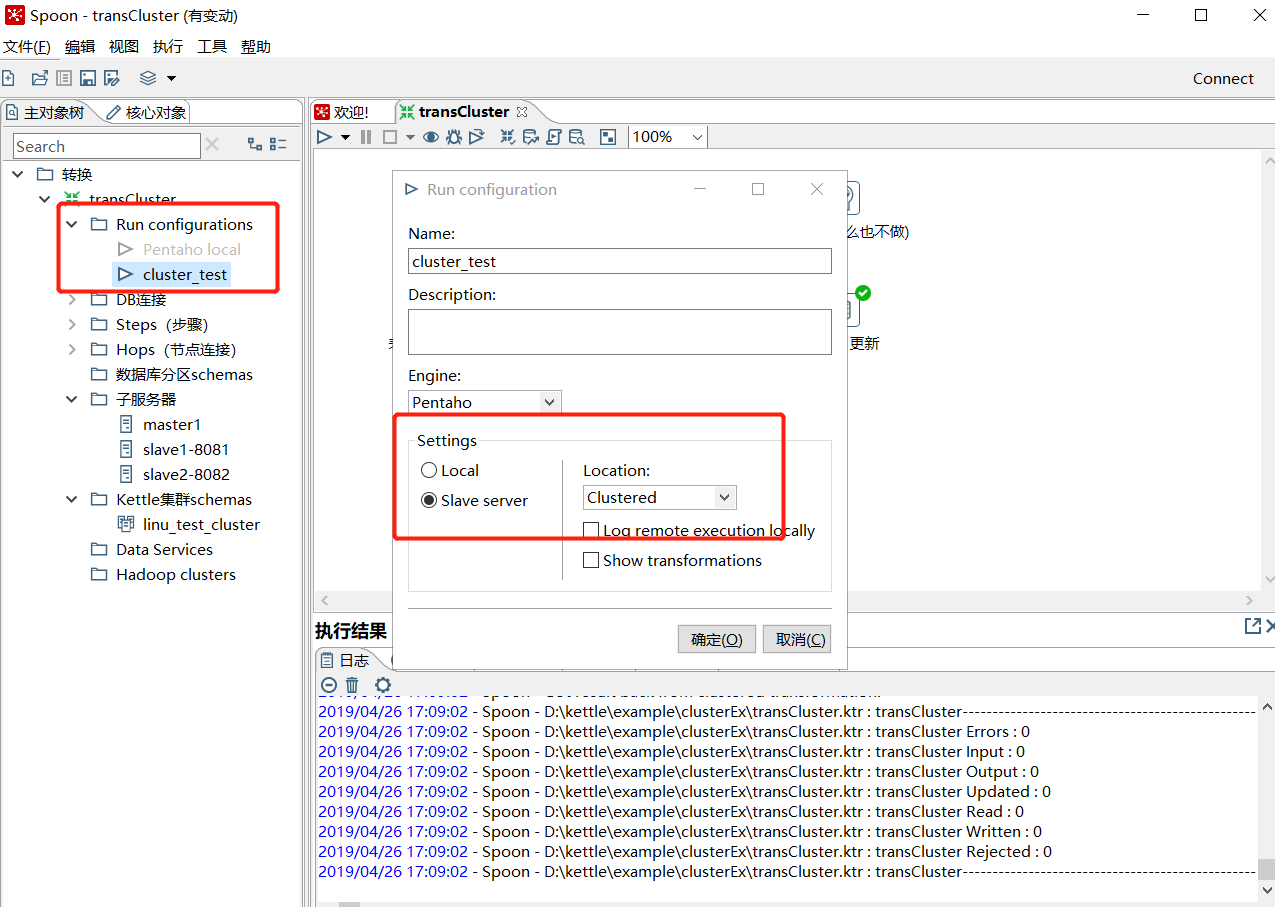 Spoon - transCluster (有变动)
文件(F) 编辑 视图 执行 工具 帮助
Connect
主对象树 核心对象
Search
转换
transCluster
Run configurations
Pentaho local
cluster_test
DB连接
Steps（步骤）
Hops（节点连接）
数据库分区schemas
子服务器
master1
slave1-8081
slave2-8082
Kettle集群schemas
linu_test_cluster
Data Services
Hadoop clusters
欢迎! transCluster
100%
么也不做)
更新
Run configuration
Name:
cluster_test
Description:
Engine:
Pentaho
Settings
Local
Slave server
Location:
Clustered
Log remote execution locally
Show transformations
确定(O) 取消(C)
执行结果
日志
2019/04/26 17:09:02 - Spoon - D:\kettle\example\clusterEx\transCluster.ktr : transCluster-------------------------------------------------
2019/04/26 17:09:02 - Spoon - D:\kettle\example\clusterEx\transCluster.ktr : transCluster Errors : 0
2019/04/26 17:09:02 - Spoon - D:\kettle\example\clusterEx\transCluster.ktr : transCluster Input : 0
2019/04/26 17:09:02 - Spoon - D:\kettle\example\clusterEx\transCluster.ktr : transCluster Output : 0
2019/04/26 17:09:02 - Spoon - D:\kettle\example\clusterEx\transCluster.ktr : transCluster Updated : 0
2019/04/26 17:09:02 - Spoon - D:\kettle\example\clusterEx\transCluster.ktr : transCluster Read : 0
2019/04/26 17:09:02 - Spoon - D:\kettle\example\clusterEx\transCluster.ktr : transCluster Written : 0
2019/04/26 17:09:02 - Spoon - D:\kettle\example\clusterEx\transCluster.ktr : transCluster Rejected : 0
2019/04/26 17:09:02 - Spoon - D:\kettle\example\clusterEx\transCluster.ktr : transCluster-------------------------------------------------